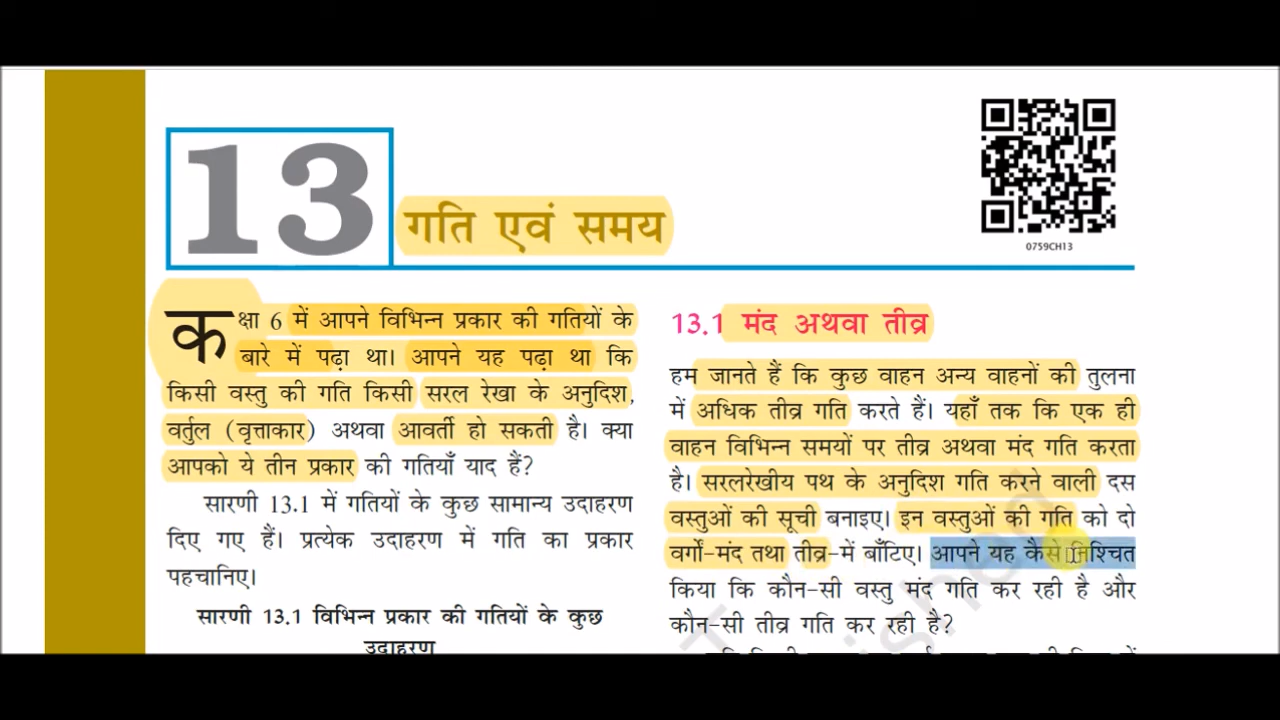 13
गति एवं समय
0759CH13
कक्षा 6 में आपने विभिन्न प्रकार की गतियों के
बारे में पढ़ा था। आपने यह पढ़ा था कि
किसी वस्तु की गति किसी सरल रेखा के अनुदिश,
वर्तुल (वृत्ताकार) अथवा आवर्ती हो सकती है। क्या
आपको ये तीन प्रकार की गतियाँ याद हैं?
सारणी 13.1 में गतियों के कुछ सामान्य उदाहरण
दिए गए हैं। प्रत्येक उदाहरण में गति का प्रकार
पहचानिए।
सारणी 13.1 विभिन्न प्रकार की गतियों के कुछ
उदाहरण
13.1 मंद अथवा तीव्र
हम जानते हैं कि कुछ वाहन अन्य वाहनों की तुलना
में अधिक तीव्र गति करते हैं। यहाँ तक कि एक ही
वाहन विभिन्न समयों पर तीव्र अथवा मंद गति करता
है। सरलरेखीय पथ के अनुदिश गति करने वाली दस
वस्तुओं की सूची बनाइए। इन वस्तुओं की गति को दो
वर्गों-मंद तथा तीव्र-में बाँटिए। आपने यह कैसे निश्चित
किया कि कौन-सी वस्तु मंद गति कर रही है और
कौन-सी तीव्र गति कर रही है?